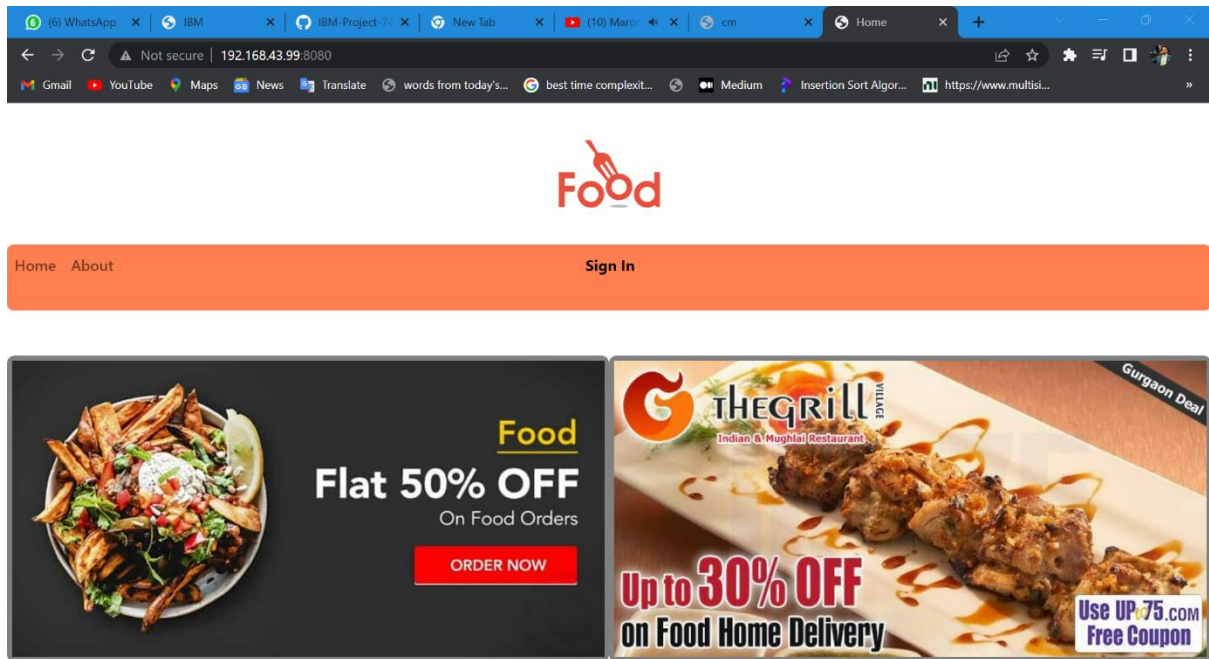 (6) WhatsApp
IBM
IBM-Project-74
New Tab
(10) Maroo
cm
Home
Not secure | 192.168.43.99:8080
Gmail
YouTube
Maps
News
Translate
words from today's...
best time complexit...
Medium
Insertion Sort Algor...
https://www.multisi...
»
Food
Home About Sign In
Food
Flat 50% OFF
On Food Orders
ORDER NOW
Gurgaon Deal
G THEGRILL VILLAGE
Indian & Mughlai Restaurant
Up to 30% OFF
on Food Home Delivery
Use UPto75.COM
Free Coupon